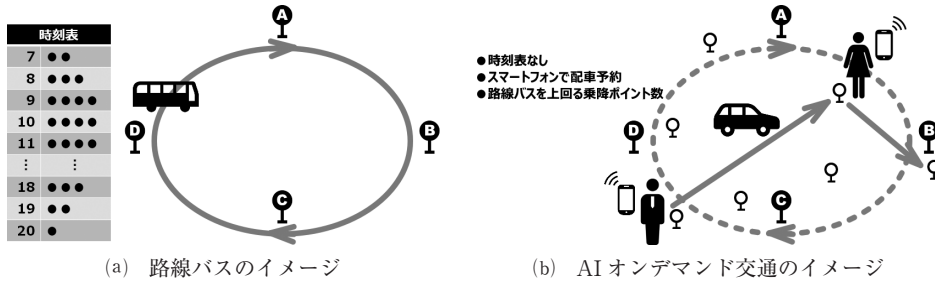 時刻表
7 ●●
8 ●●●
9 ●●●●
10 ●●●●
11 ●●●●
⋮ ⋮
18 ●●●
19 ●●
20 ●
A
B
C
D
(a) 路線バスのイメージ
●時刻表なし
●スマートフォンで配車予約
●路線バスを上回る乗降ポイント数
A
B
C
D
(b) AIオンデマンド交通のイメージ